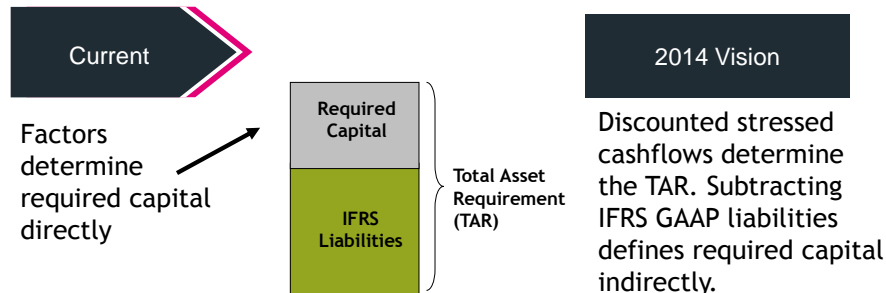 Current
Factors
determine
required capital
directly
Required
Capital
IFRS
Liabilities
Total Asset
Requirement
(TAR)
2014 Vision
Discounted stressed
cashflows determine
the TAR. Subtracting
IFRS GAAP liabilities
defines required capital
indirectly.